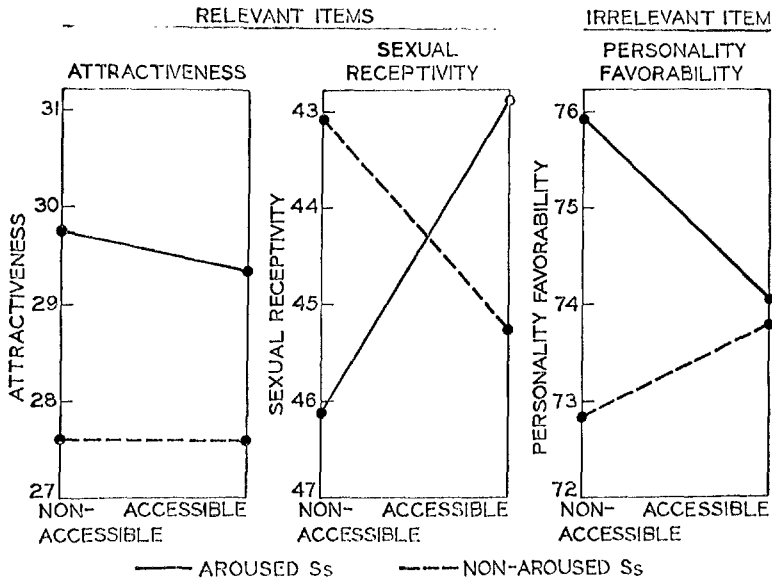 RELEVANT ITEMS
IRRELEVANT ITEM
ATTRACTIVENESS
SEXUAL
RECEPTIVITY
PERSONALITY
FAVORABILITY
31
30
29
28
27
ATTRACTIVENESS
NON-
ACCESSIBLE
ACCESSIBLE
43
44
45
46
47
SEXUAL RECEPTIVITY
NON-
ACCESSIBLE
ACCESSIBLE
76
75
74
73
72
PERSONALITY FAVORABILITY
NON-
ACCESSIBLE
ACCESSIBLE
AROUSED Ss
NON-AROUSED Ss